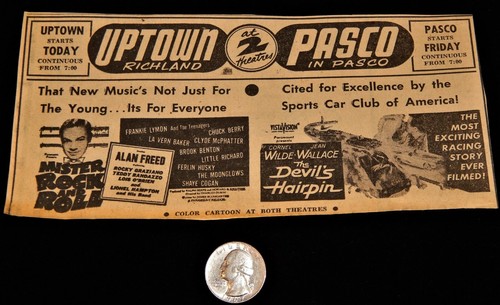 UPTOWN
STARTS
TODAY
CONTINUOUS
FROM 7:00
UPTOWN
RICHLAND
at
2
theatres
PASCO
IN PASCO
PASCO
STARTS
FRIDAY
CONTINUOUS
FROM 7:00
That New Music's Not Just For
The Young...Its For Everyone
MISTER
ROCK
and
ROLL
ALAN FREED
ROCKY GRAZIANO
TEDDY RANDAZZO
LOIS O'BRIEN
and
LIONEL HAMPTON
and His Band
FRANKIE LYMON And The Teenagers
CHUCK BERRY
LA VERN BAKER
CLYDE McPHATTER
BROOK BENTON
LITTLE RICHARD
FERLIN HUSKY
THE MOONGLOWS
SHAYE COGAN
Cited for Excellence by the
Sports Car Club of America!
VISTAVISION
Paramount
Presents
CORNEL JEAN
WILDE-WALLACE
The
Devil's
Hairpin
THE
MOST
EXCITING
RACING
STORY
EVER
FILMED!
• COLOR CARTOON AT BOTH THEATRES •